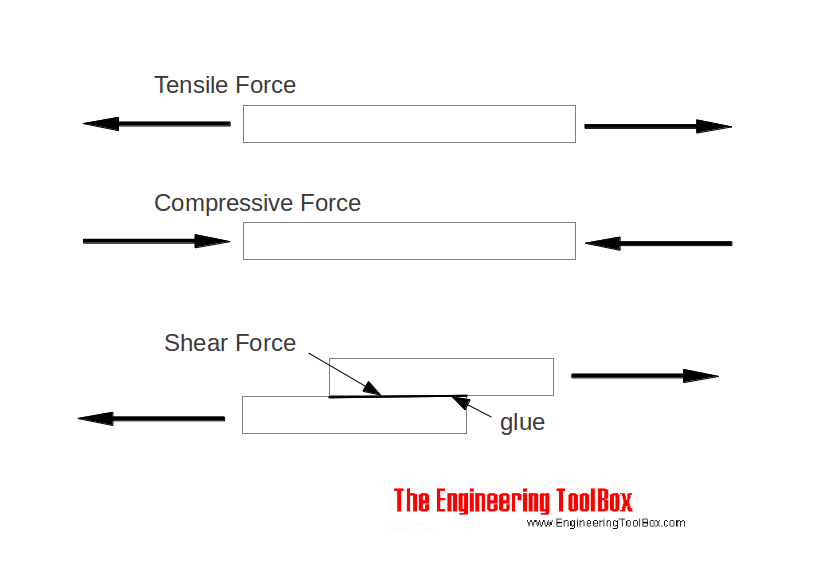 Tensile Force
Compressive Force
Shear Force
glue
The Engineering ToolBox
www.EngineeringToolBox.com